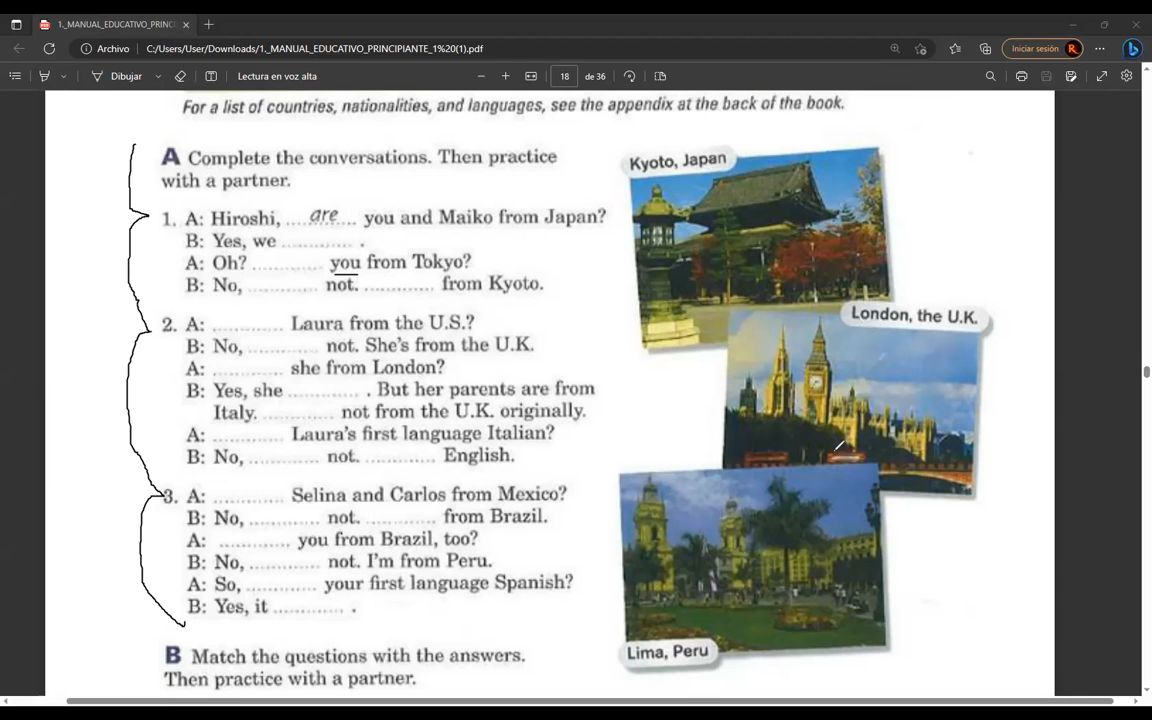 1._MANUAL_EDUCATIVO_PRINC
Archivo C:/Users/User/Downloads/1._MANUAL_EDUCATIVO_PRINCIPIANTE_1%20(1).pdf Iniciar sesión R
Dibujar Lectura en voz alta 18 de 36
For a list of countries, nationalities, and languages, see the appendix at the back of the book.
A Complete the conversations. Then practice
with a partner.
1. A: Hiroshi, ....are.... you and Maiko from Japan?
B: Yes, we ............ .
A: Oh? ............ you from Tokyo?
B: No, ............ not. ............ from Kyoto.
2. A: ............ Laura from the U.S.?
B: No, ............ not. She's from the U.K.
A: ............ she from London?
B: Yes, she ............ . But her parents are from
Italy. ............ not from the U.K. originally.
A: ............ Laura's first language Italian?
B: No, ............ not. ............ English.
3. A: ............ Selina and Carlos from Mexico?
B: No, ............ not. ............ from Brazil.
A: ............ you from Brazil, too?
B: No, ............ not. I'm from Peru.
A: So, ............ your first language Spanish?
B: Yes, it ............ .
B Match the questions with the answers.
Then practice with a partner.
Kyoto, Japan
London, the U.K.
Lima, Peru